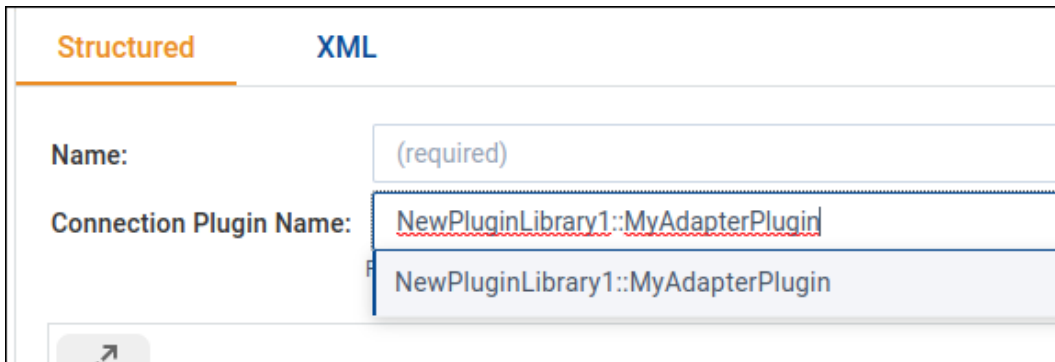 Structured XML
Name: (required)
Connection Plugin Name: NewPluginLibrary1::MyAdapterPlugin
NewPluginLibrary1::MyAdapterPlugin